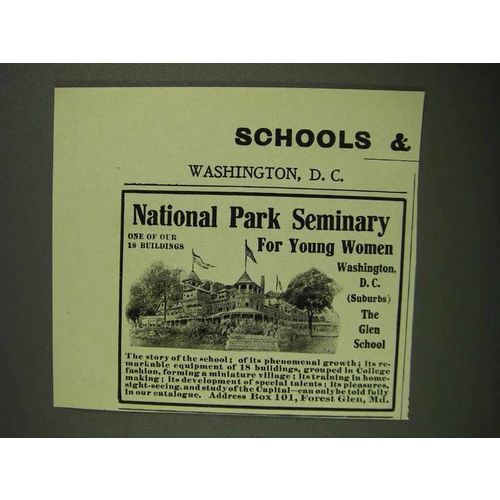 SCHOOLS &
WASHINGTON, D. C.
National Park Seminary
ONE OF OUR
18 BUILDINGS
For Young Women
Washington,
D. C.
(Suburbs)
The
Glen
School
The story of the school; of its phenomenal growth; its re-
markable equipment of 18 buildings, grouped in College
fashion, forming a miniature village; its training in home-
making; its development of special talents; its pleasures,
sight-seeing, and study of the Capital—can only be told fully
in our catalogue. Address Box 101, Forest Glen, Md.